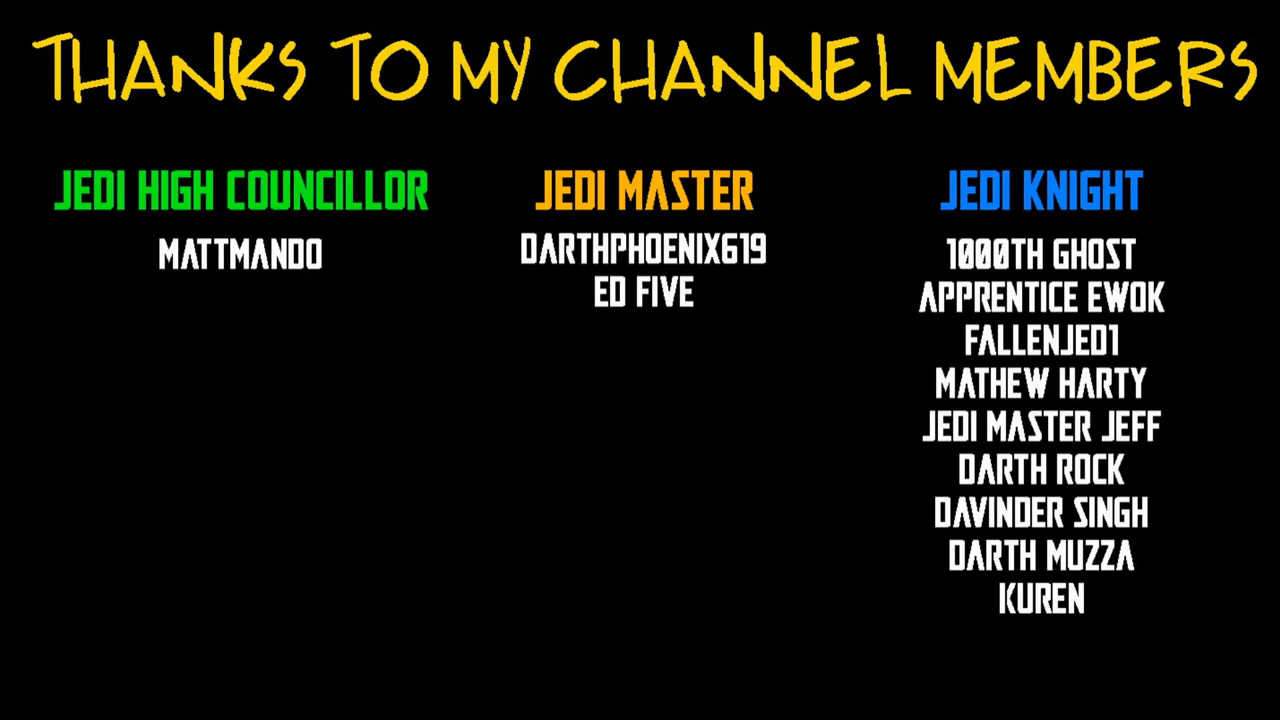 THANKS TO MY CHANNEL MEMBERS
JEDI HIGH COUNCILLOR
MATTMANDO
JEDI MASTER
DARTHPHOENIX619
ED FIVE
JEDI KNIGHT
1000TH GHOST
APPRENTICE EWOK
FALLENJED1
MATHEW HARTY
JEDI MASTER JEFF
DARTH ROCK
DAVINDER SINGH
DARTH MUZZA
KUREN